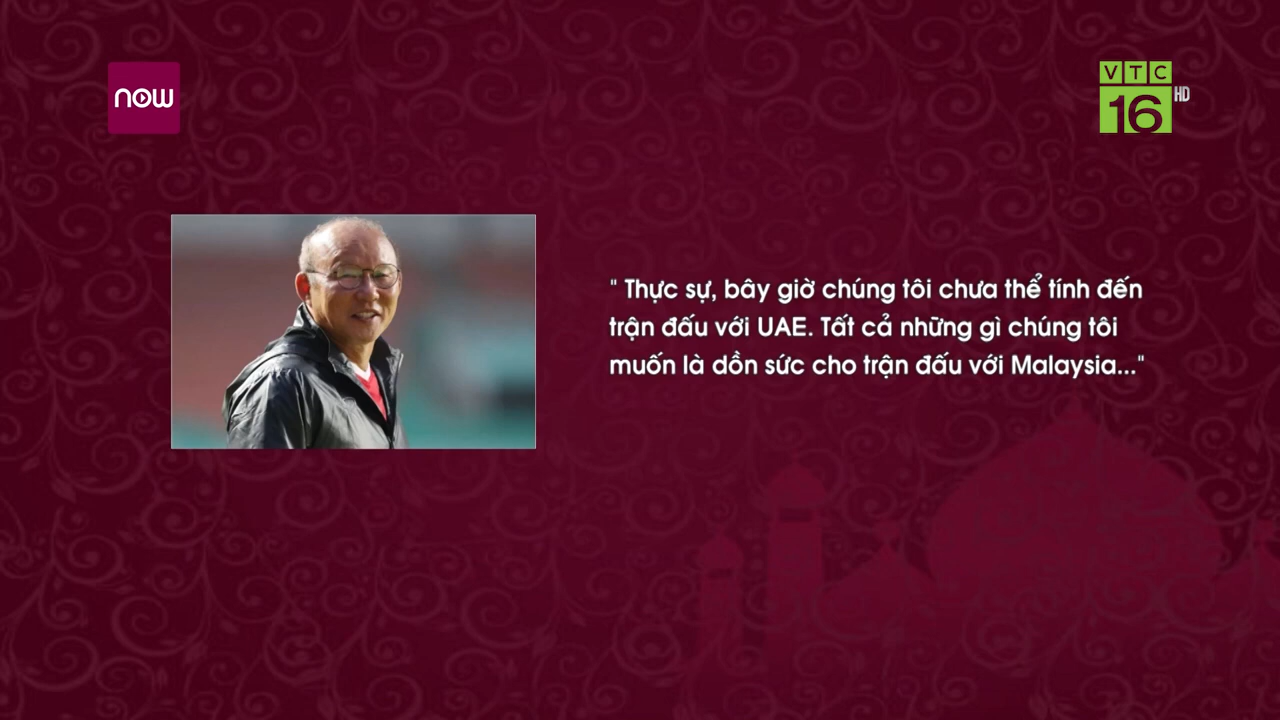 now
VTC
16 HD
" Thực sự, bây giờ chúng tôi chưa thể tính đến
trận đấu với UAE. Tất cả những gì chúng tôi
muốn là dồn sức cho trận đấu với Malaysia..."